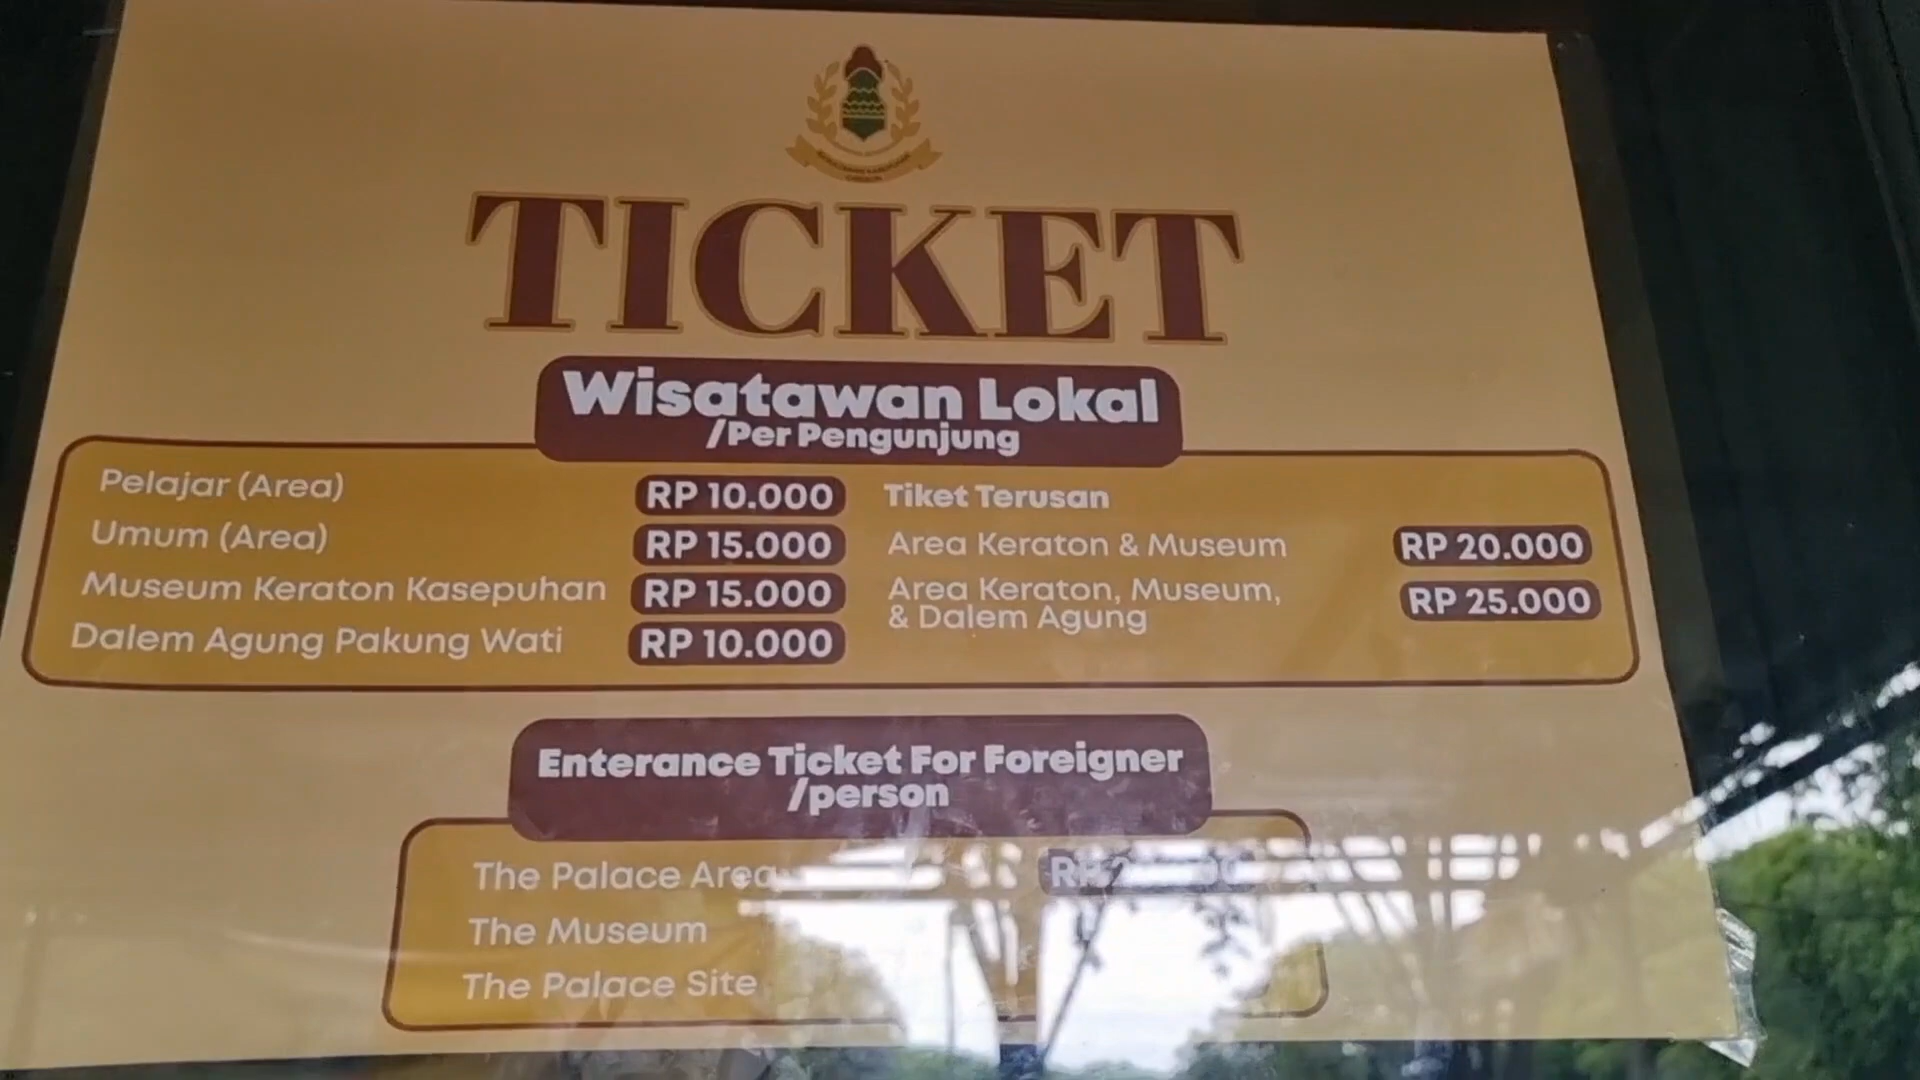 TICKET
Wisatawan Lokal
/Per Pengunjung
Pelajar (Area) RP 10.000
Umum (Area) RP 15.000
Museum Keraton Kasepuhan RP 15.000
Dalem Agung Pakung Wati RP 10.000
Tiket Terusan
Area Keraton & Museum RP 20.000
Area Keraton, Museum,
& Dalem Agung RP 25.000
Enterance Ticket For Foreigner
/person
The Palace Area RP
The Museum
The Palace Site